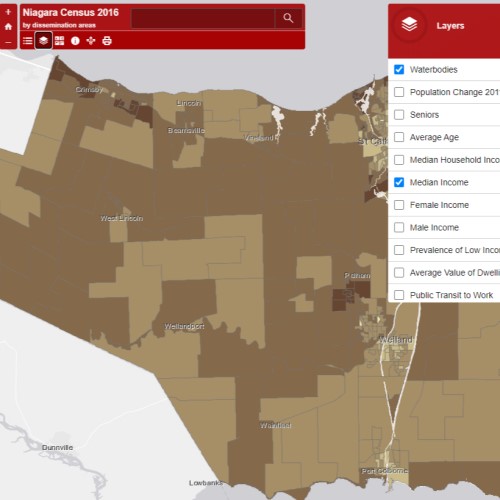 Niagara Census 2016
by dissemination areas
Layers
Waterbodies
Population Change 201
Seniors
Average Age
Median Household Inco
Median Income
Female Income
Male Income
Prevalence of Low Incom
Average Value of Dwelli
Public Transit to Work
Grimsby
Lincoln
Beamsville
Vineland
St Cath
West Lincoln
Pelham
Wellandport
Welland
Wainfleet
Dunnville
Lowbanks
Port Colborne